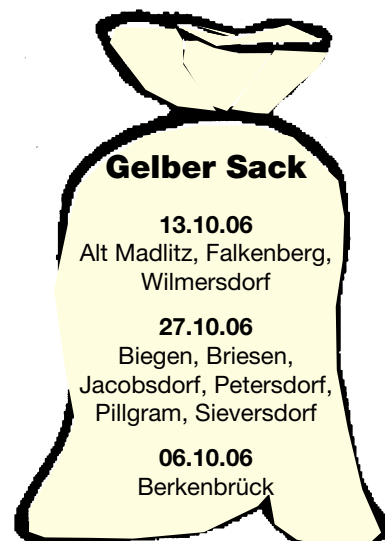 Gelber Sack
13.10.06
Alt Madlitz, Falkenberg,
Wilmersdorf
27.10.06
Biegen, Briesen,
Jacobsdorf, Petersdorf,
Pillgram, Sieversdorf
06.10.06
Berkenbrück